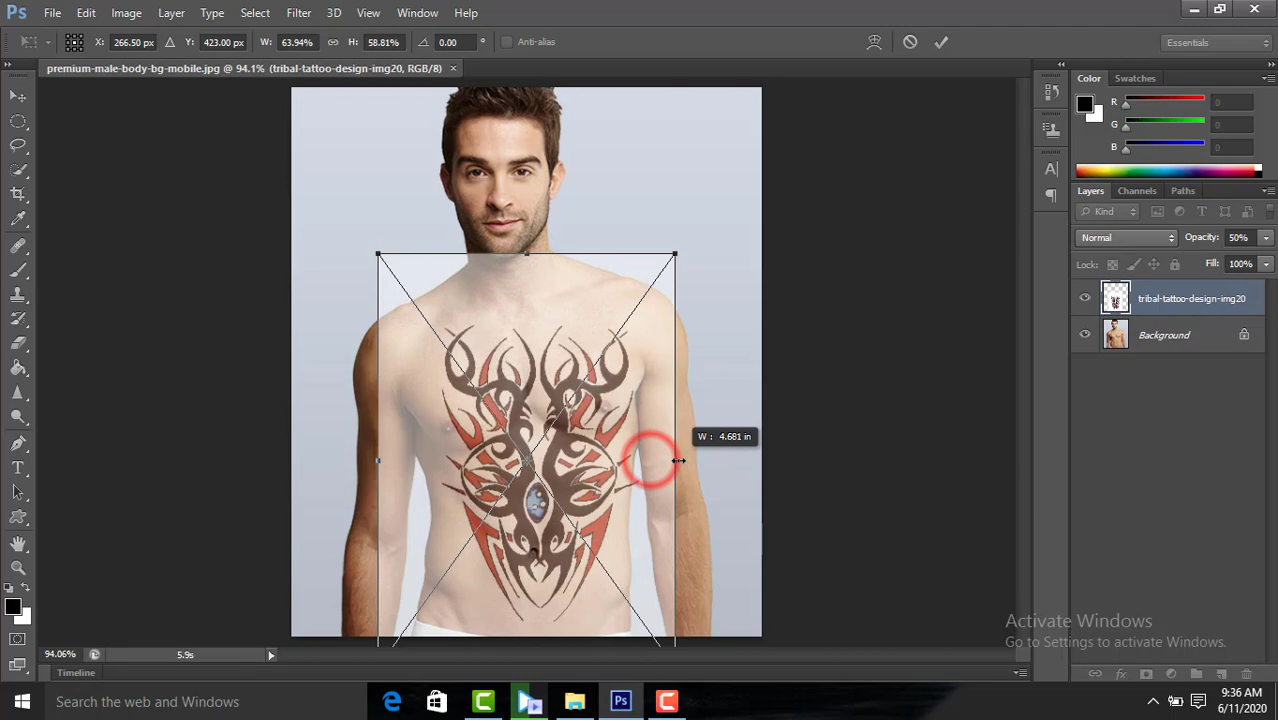 Ps File Edit Image Layer Type Select Filter 3D View Window Help
X: 266.50 px Y: 423.00 px W: 63.94% H: 58.81% 0.00 ° Anti-alias Essentials
premium-male-body-bg-mobile.jpg @ 94.1% (tribal-tattoo-design-img20, RGB/8) ×
Color Swatches
R 0
G 0
B 0
Layers Channels Paths
Kind
Normal Opacity: 50%
Lock: Fill: 100%
tribal-tattoo-design-img20
Background
W : 4.681 in
Activate Windows
Go to Settings to activate Windows.
94.06% 5.9s
Timeline
Search the web and Windows
9:36 AM
6/11/2020